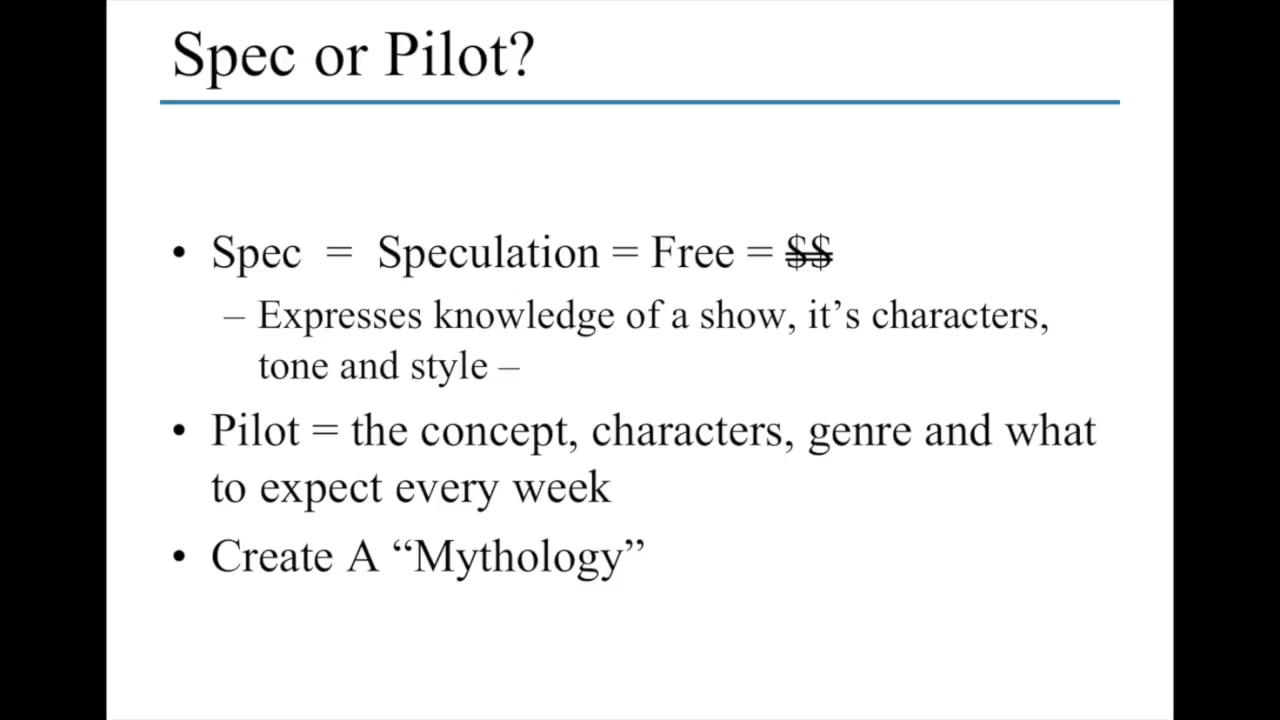 Spec or Pilot?
• Spec = Speculation = Free = $$
– Expresses knowledge of a show, it’s characters,
tone and style –
• Pilot = the concept, characters, genre and what
to expect every week
• Create A “Mythology”